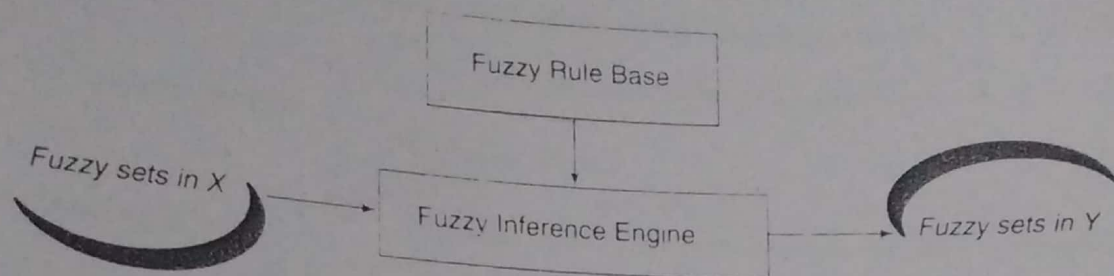 Fuzzy Rule Base
Fuzzy sets in X
Fuzzy Inference Engine
Fuzzy sets in Y